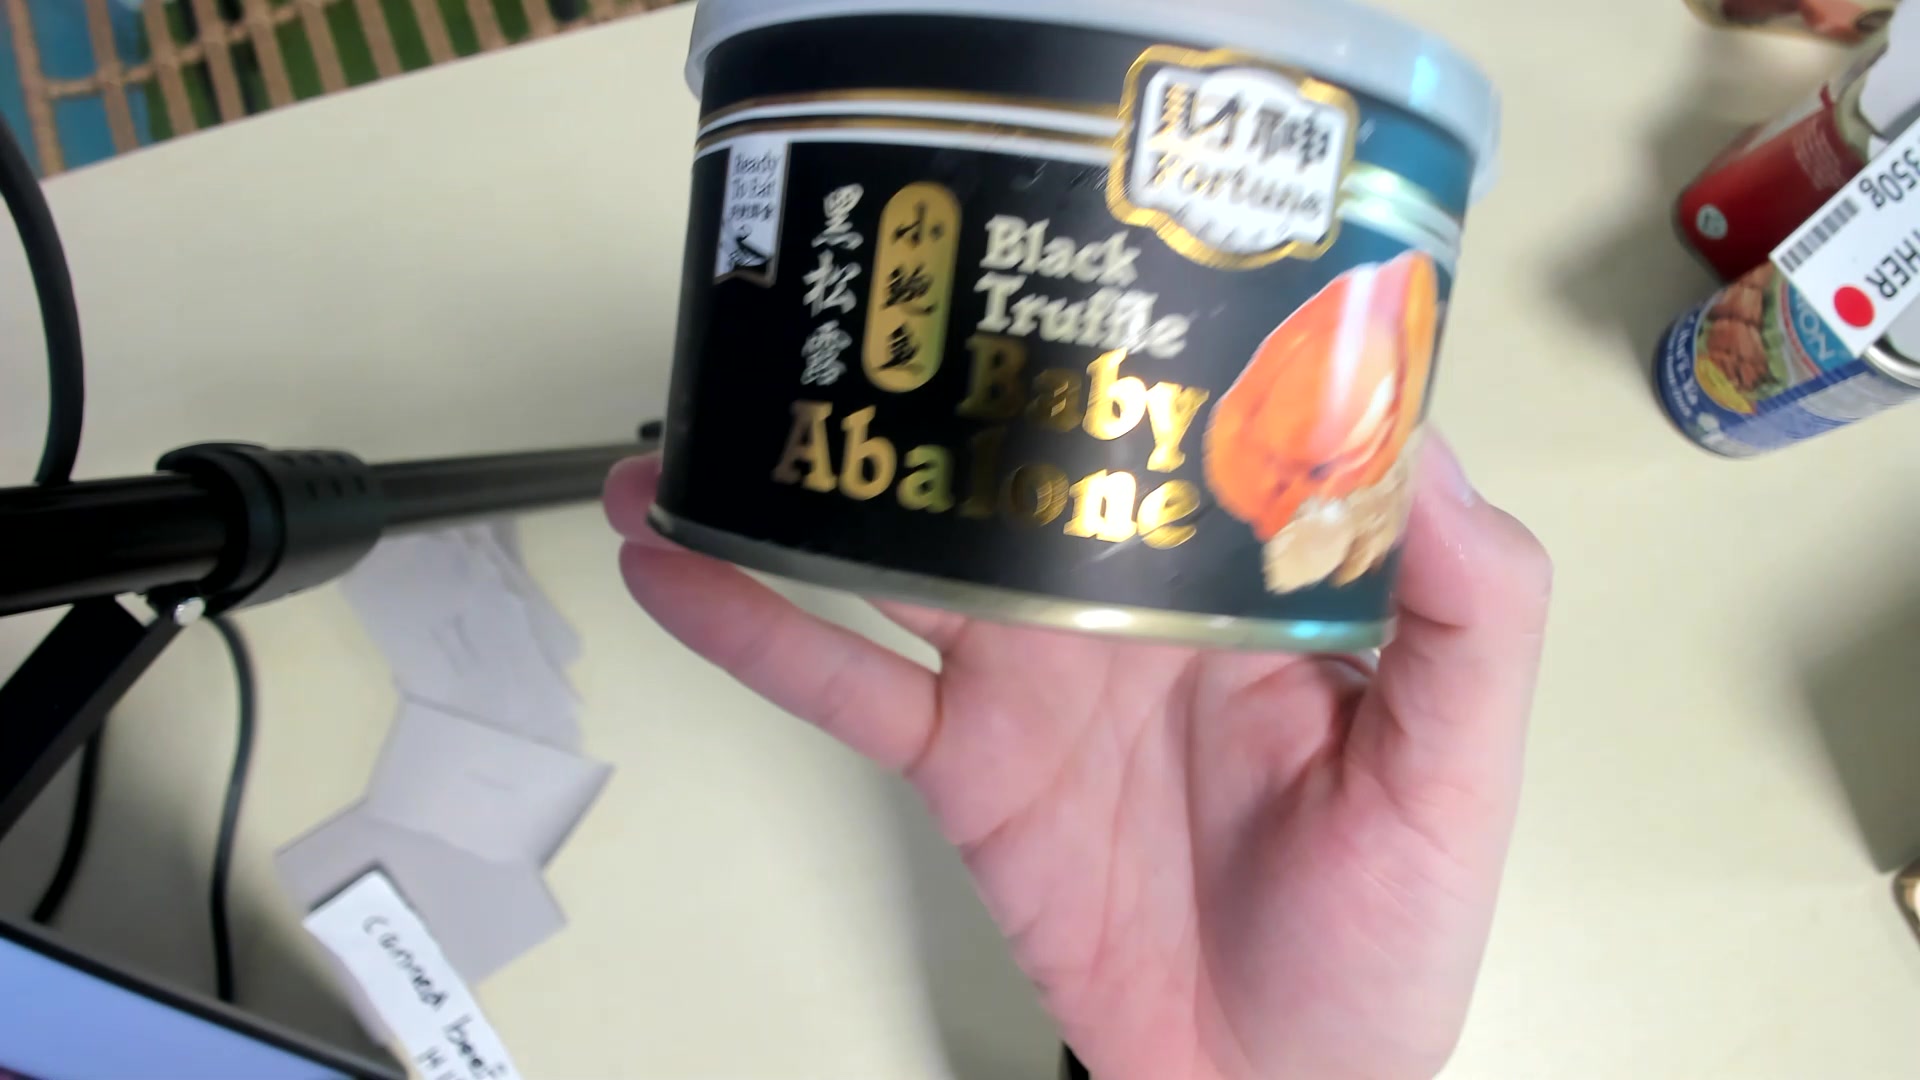 財神
Fortune
Ready
To Eat
黑松露
小鮑魚
Black
Truffle
Baby
Abalone
350g
HER
Canned beef